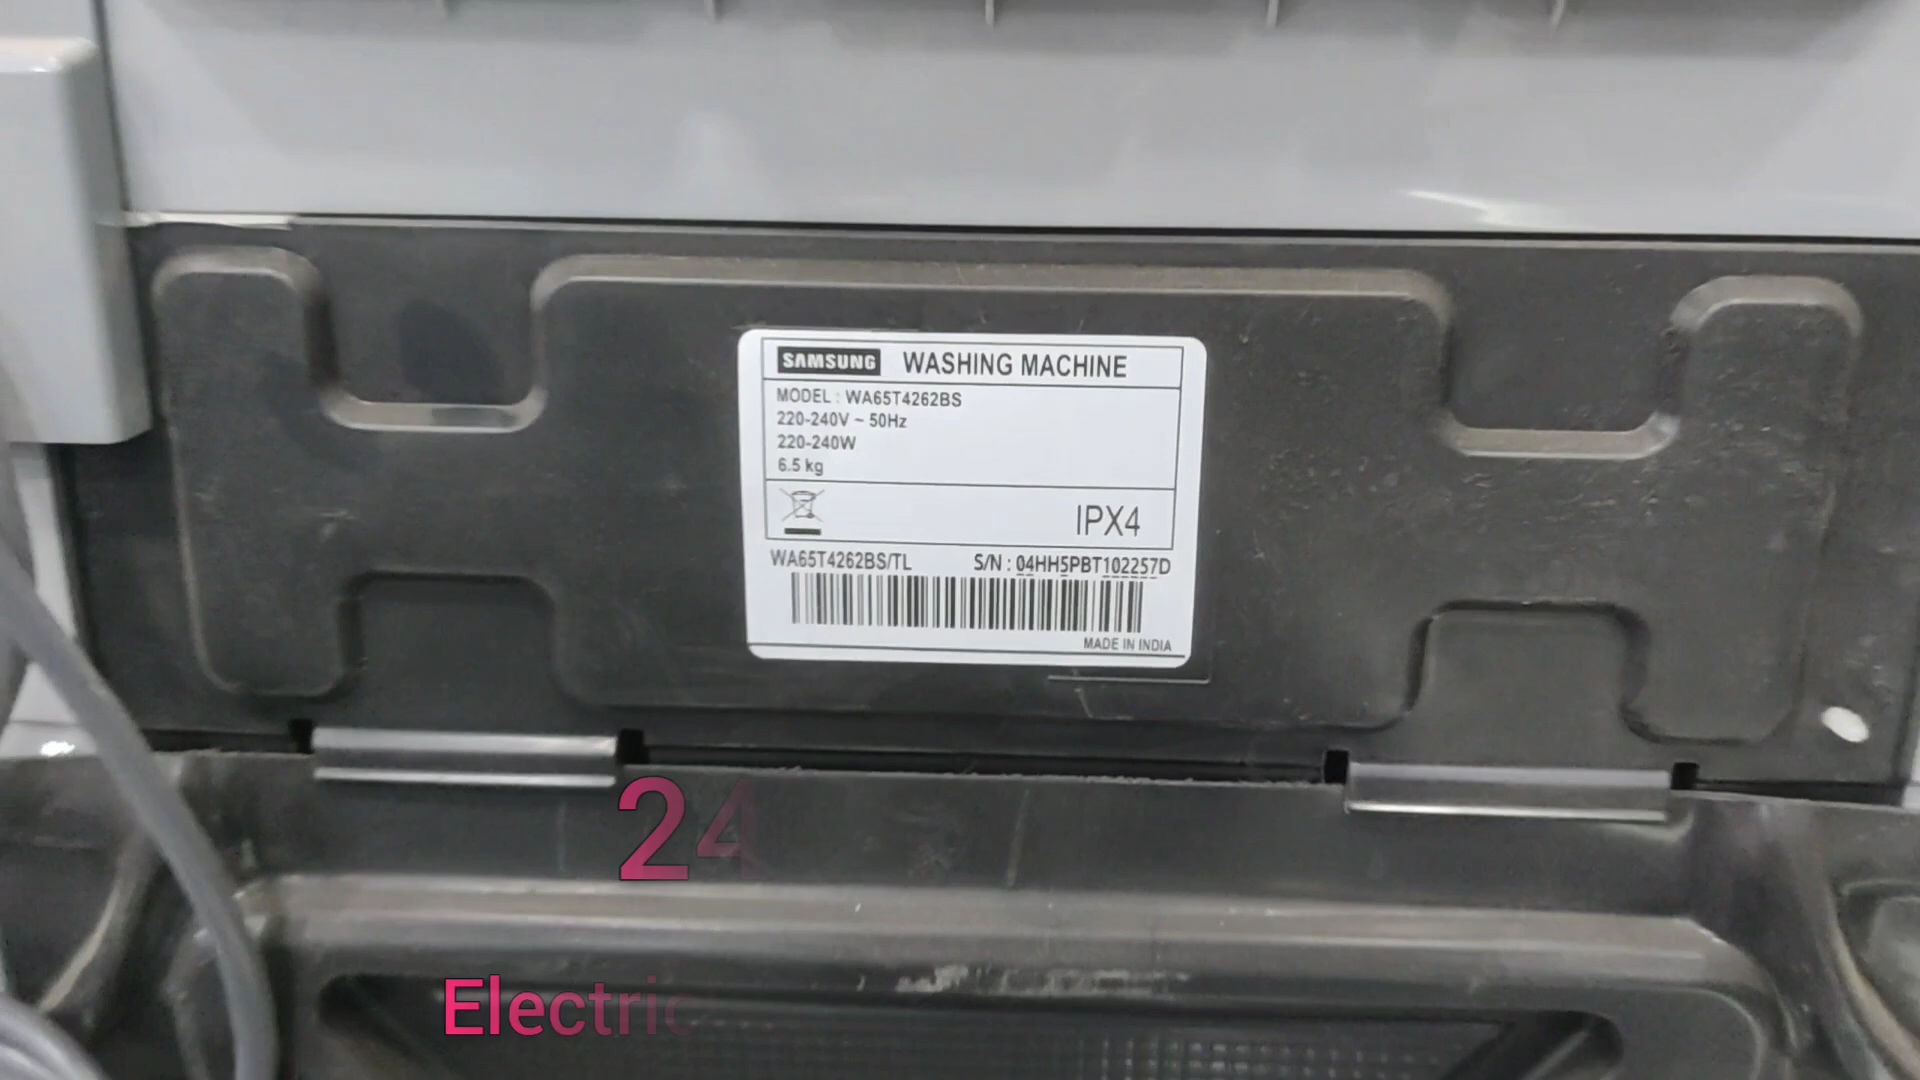 SAMSUNG WASHING MACHINE
MODEL : WA65T4262BS
220-240V ~ 50Hz
220-240W
6.5 kg
IPX4
WA65T4262BS/TL S/N : 04HH5PBT102257D
MADE IN INDIA
24
Electric